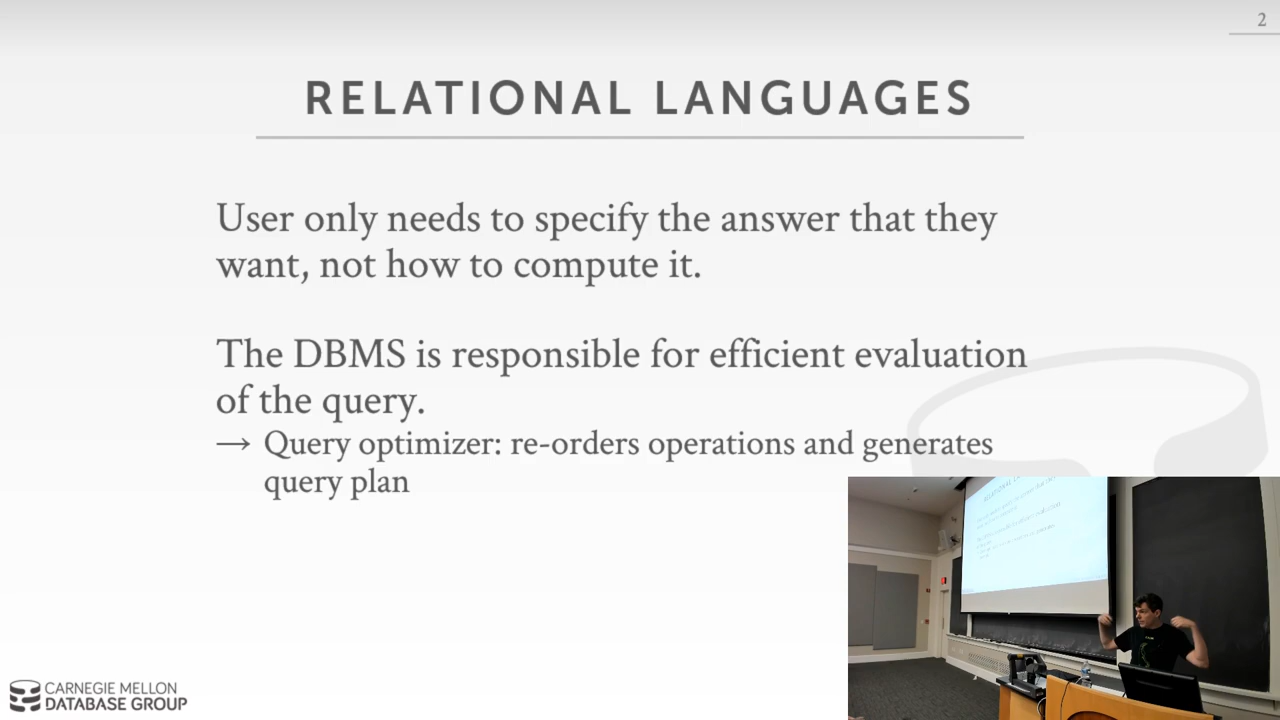 2
RELATIONAL LANGUAGES
User only needs to specify the answer that they
want, not how to compute it.
The DBMS is responsible for efficient evaluation
of the query.
→ Query optimizer: re-orders operations and generates
query plan
CARNEGIE MELLON
DATABASE GROUP